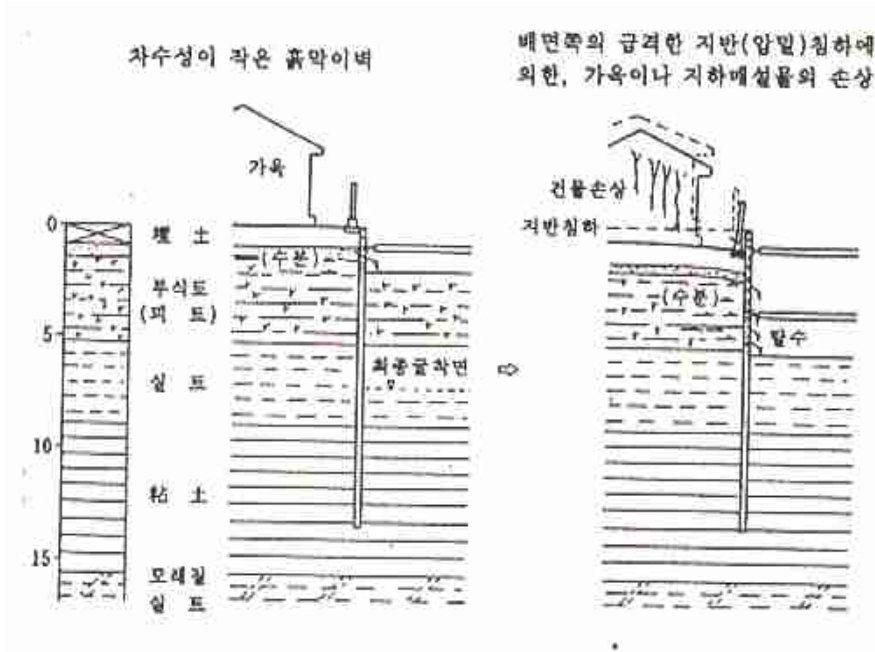 차수성이 작은 흙막이벽
배면쪽의 급격한 지반(압밀)침하에
의한, 가옥이나 지하매설물의 손상
가옥
건물손상
지반침하
0
埋 土
(수분)
부식토
(피트)
(수분)
5
탈수
최종굴착면
⇨
실 트
10
粘 土
15
모래질
실 트